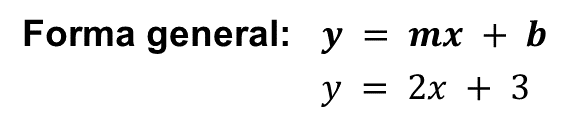 Forma general: y = mx + b
y = 2x + 3